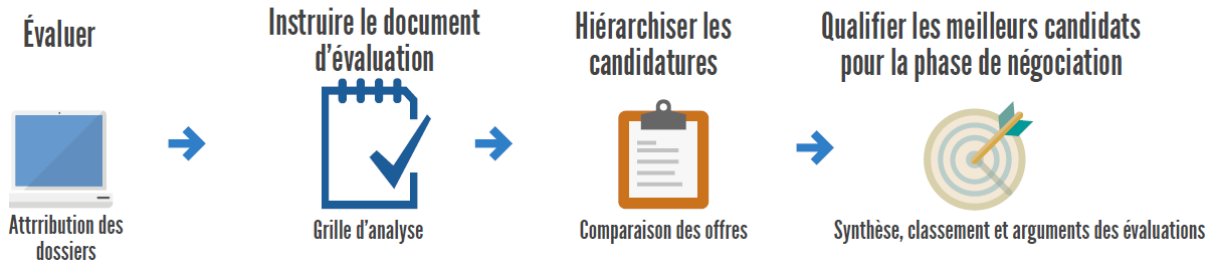 Évaluer
Attrribution des
dossiers
Instruire le document
d'évaluation
Grille d'analyse
Hiérarchiser les
candidatures
Comparaison des offres
Qualifier les meilleurs candidats
pour la phase de négociation
Synthèse, classement et arguments des évaluations